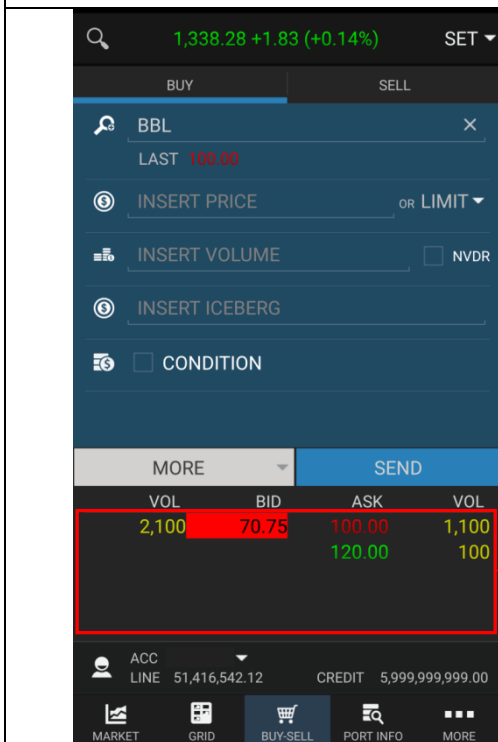 1,338.28 +1.83 (+0.14%) SET
BUY SELL
BBL
LAST 100.00
INSERT PRICE OR LIMIT
INSERT VOLUME NVDR
INSERT ICEBERG
CONDITION
MORE SEND
VOL BID ASK VOL
2,100 70.75 100.00 1,100
120.00 100
ACC
LINE 51,416,542.12 CREDIT 5,999,999,999.00
MARKET GRID BUY-SELL PORT INFO MORE